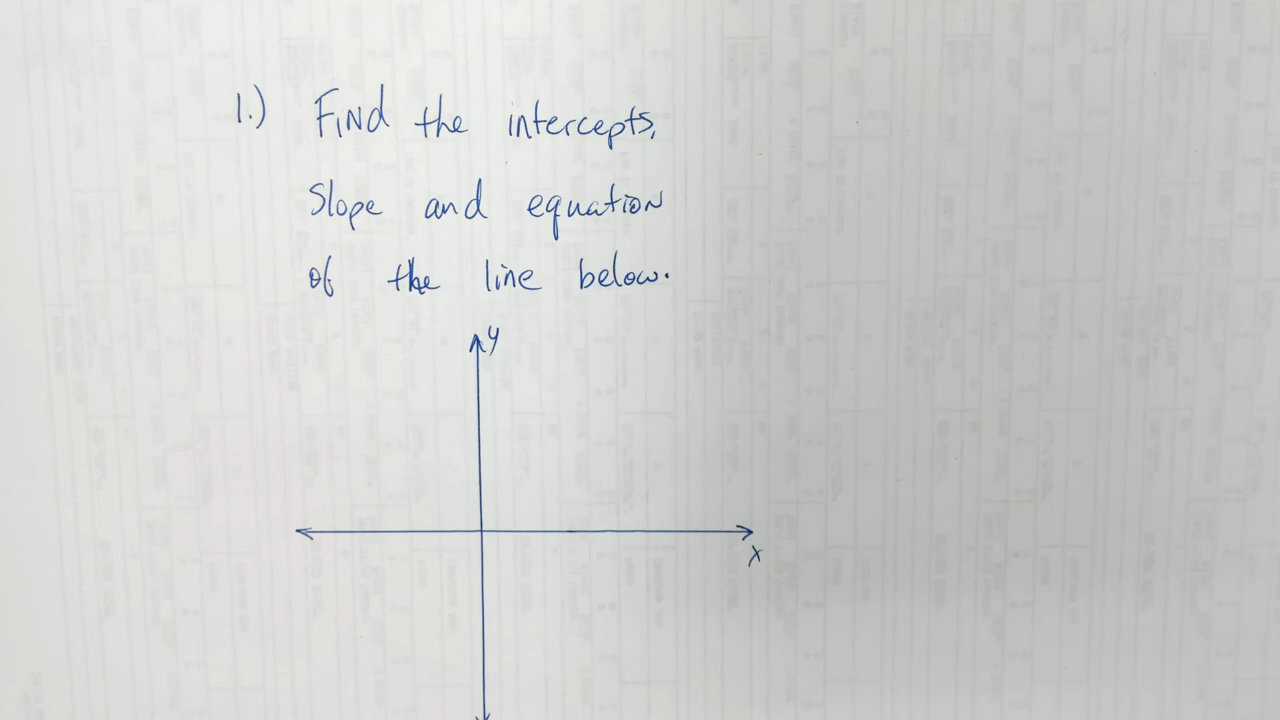 1.) Find the intercepts,
Slope and equation
of the line below.
y
x